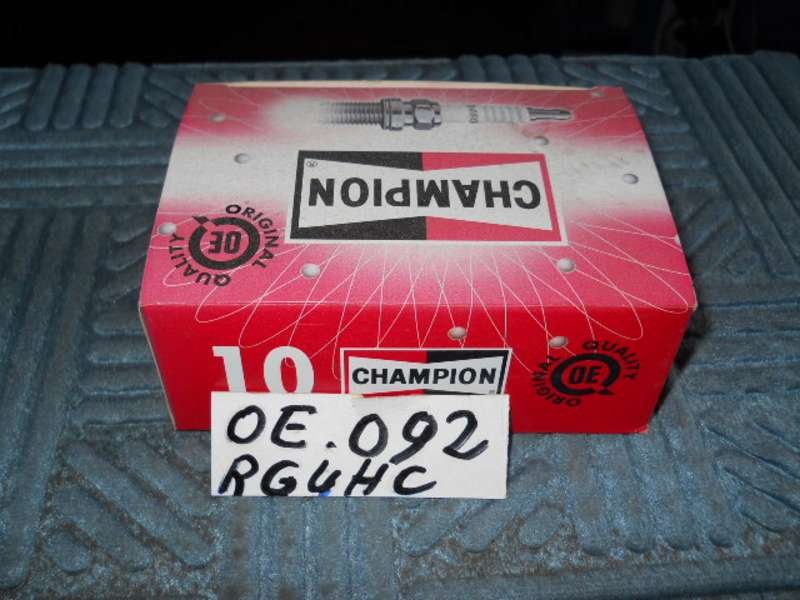 CHAMPION
®
ORIGINAL
OE
QUALITY
10
CHAMPION
ORIGINAL QUALITY
OE
OE.092
RG4HC